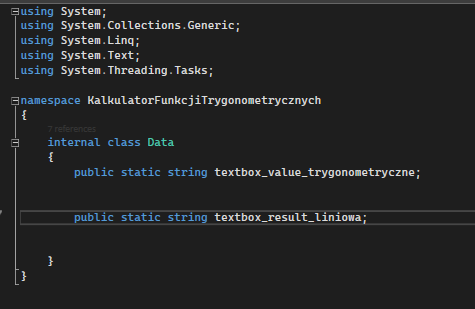 using System;
using System.Collections.Generic;
using System.Linq;
using System.Text;
using System.Threading.Tasks;
namespace KalkulatorFunkcjiTrygonometrycznych
{
7 references
internal class Data
{
public static string textbox_value_trygonometryczne;
public static string textbox_result_liniowa;
}
}